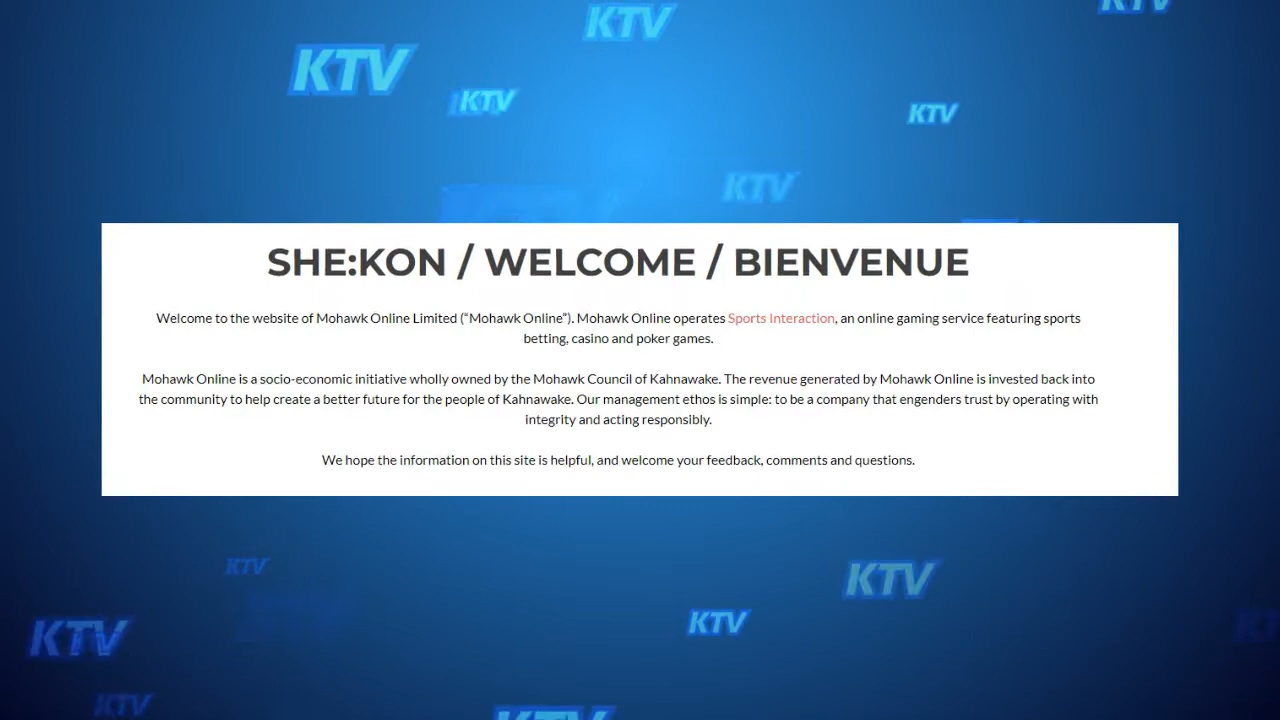 KTV
KTV
KTV
KTV
KTV
KTV
SHE:KON / WELCOME / BIENVENUE
Welcome to the website of Mohawk Online Limited (“Mohawk Online”). Mohawk Online operates Sports Interaction, an online gaming service featuring sports
betting, casino and poker games.
Mohawk Online is a socio-economic initiative wholly owned by the Mohawk Council of Kahnawake. The revenue generated by Mohawk Online is invested back into
the community to help create a better future for the people of Kahnawake. Our management ethos is simple: to be a company that engenders trust by operating with
integrity and acting responsibly.
We hope the information on this site is helpful, and welcome your feedback, comments and questions.
KTV
KTV
KTV
KTV
KTV
KTV